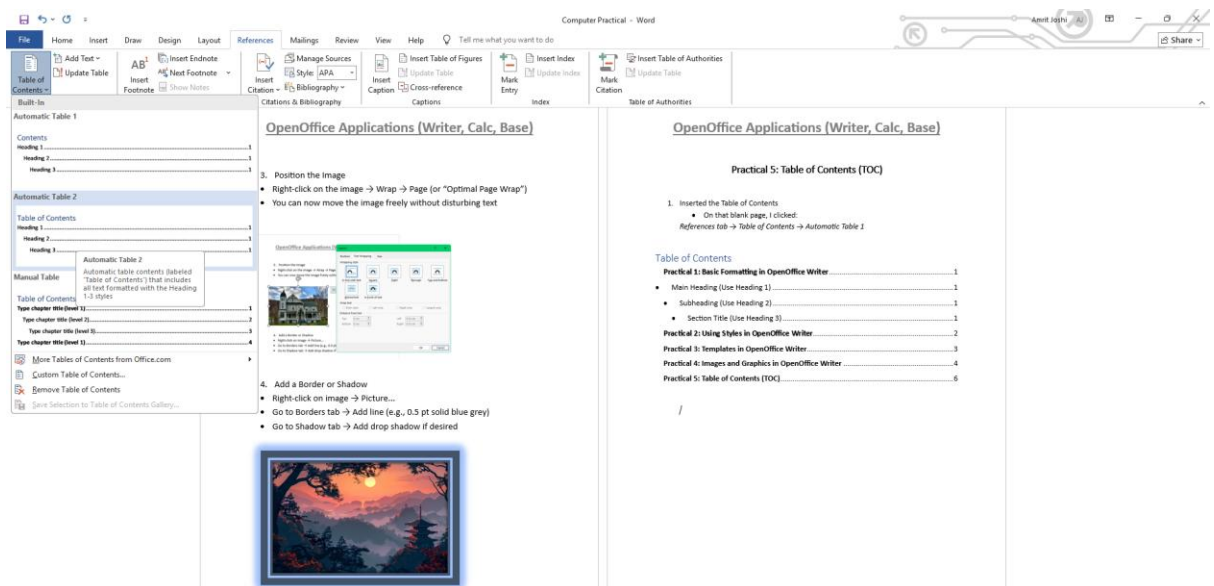 Computer Practical - Word
Amrit Joshi
AJ
File Home Insert Draw Design Layout References Mailings Review View Help Tell me what you want to do
Share
Table of Contents
Add Text
Update Table
AB¹
Insert Footnote
Insert Endnote
Next Footnote
Show Notes
Insert Citation
Manage Sources
Style: APA
Bibliography
Citations & Bibliography
Insert Caption
Insert Table of Figures
Update Table
Cross-reference
Captions
Mark Entry
Insert Index
Update Index
Index
Mark Citation
Insert Table of Authorities
Update Table
Table of Authorities
Built-In
Automatic Table 1
Contents
Heading 1 1
Heading 2 1
Heading 3 1
Automatic Table 2
Table of Contents
Heading 1 1
Heading 2 1
Heading 3 1
Automatic Table 2
Automatic table contents (labeled
'Table of Contents') that includes
all text formatted with the Heading
1-3 styles
Manual Table
Table of Contents
Type chapter title (level 1) 1
Type chapter title (level 2) 2
Type chapter title (level 3) 3
Type chapter title (level 1) 4
More Tables of Contents from Office.com
Custom Table of Contents...
Remove Table of Contents
Save Selection to Table of Contents Gallery...
OpenOffice Applications (Writer, Calc, Base)
3. Position the Image
• Right-click on the image → Wrap → Page (or “Optimal Page Wrap”)
• You can now move the image freely without disturbing text
4. Add a Border or Shadow
• Right-click on image → Picture...
• Go to Borders tab → Add line (e.g., 0.5 pt solid blue grey)
• Go to Shadow tab → Add drop shadow if desired
OpenOffice Applications (Writer, Calc, Base)
Practical 5: Table of Contents (TOC)
1. Inserted the Table of Contents
• On that blank page, I clicked:
References tab → Table of Contents → Automatic Table 1
Table of Contents
Practical 1: Basic Formatting in OpenOffice Writer 1
• Main Heading (Use Heading 1) 1
• Subheading (Use Heading 2) 1
• Section Title (Use Heading 3) 1
Practical 2: Using Styles in OpenOffice Writer 2
Practical 3: Templates in OpenOffice Writer 3
Practical 4: Images and Graphics in OpenOffice Writer 4
Practical 5: Table of Contents (TOC) 6